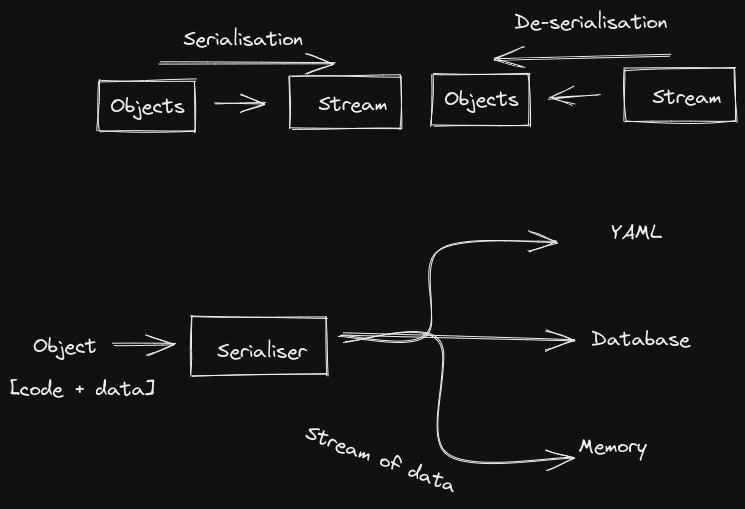 Serialisation
De-serialisation
Objects
Stream
Objects
Stream
YAML
Object
Serialiser
Database
[code + data]
Stream of data
Memory